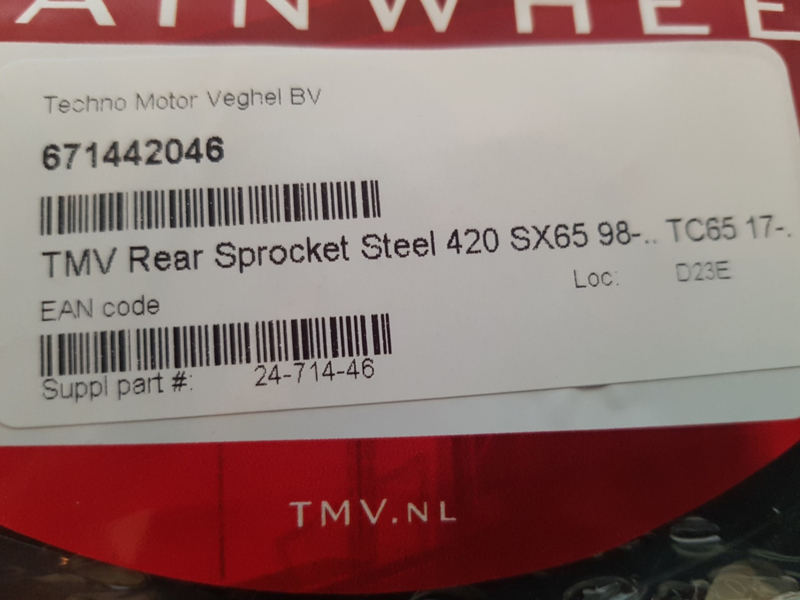 AINWHEE
Techno Motor Veghel BV
671442046
TMV Rear Sprocket Steel 420 SX65 98-.. TC65 17-.
Loc: D23E
EAN code
Suppl part #: 24-714-46
TMV.NL